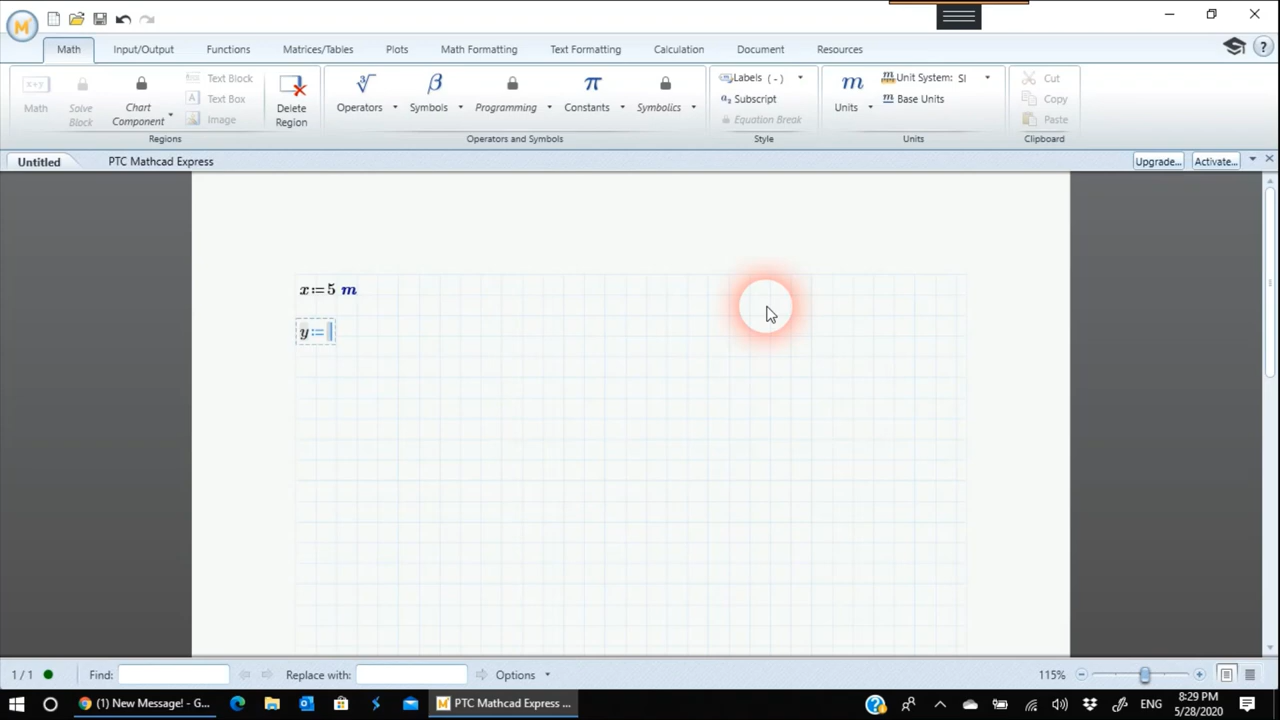 M
Math Input/Output Functions Matrices/Tables Plots Math Formatting Text Formatting Calculation Document Resources ?
x+y Math
Solve Block
Chart Component
Text Block
Text Box
Image
Delete Region
Regions
√ Operators
β Symbols
Programming
π Constants
Symbolics
Operators and Symbols
Labels ( - )
a₂ Subscript
Equation Break
Style
m Units
m Unit System: SI
m Base Units
Units
Cut
Copy
Paste
Clipboard
Untitled PTC Mathcad Express Upgrade... Activate...
x:=5 m
y:=
1 / 1 Find: Replace with: Options 115%
(1) New Message! - G... PTC Mathcad Express ... ENG 8:29 PM
5/28/2020